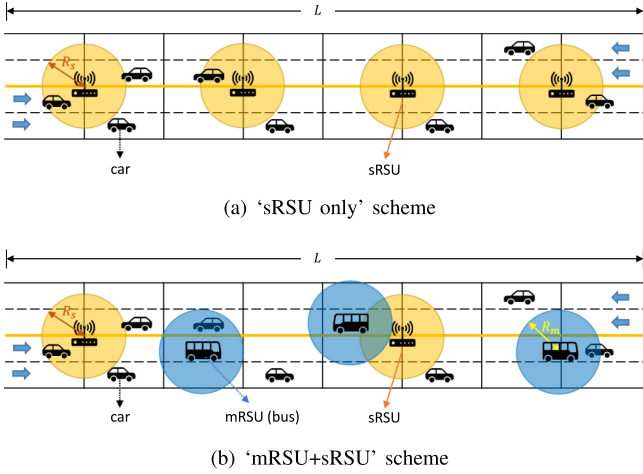 L
R_s
car
sRSU
(a) ‘sRSU only’ scheme
L
R_s
R_m
car
mRSU (bus)
sRSU
(b) ‘mRSU+sRSU’ scheme